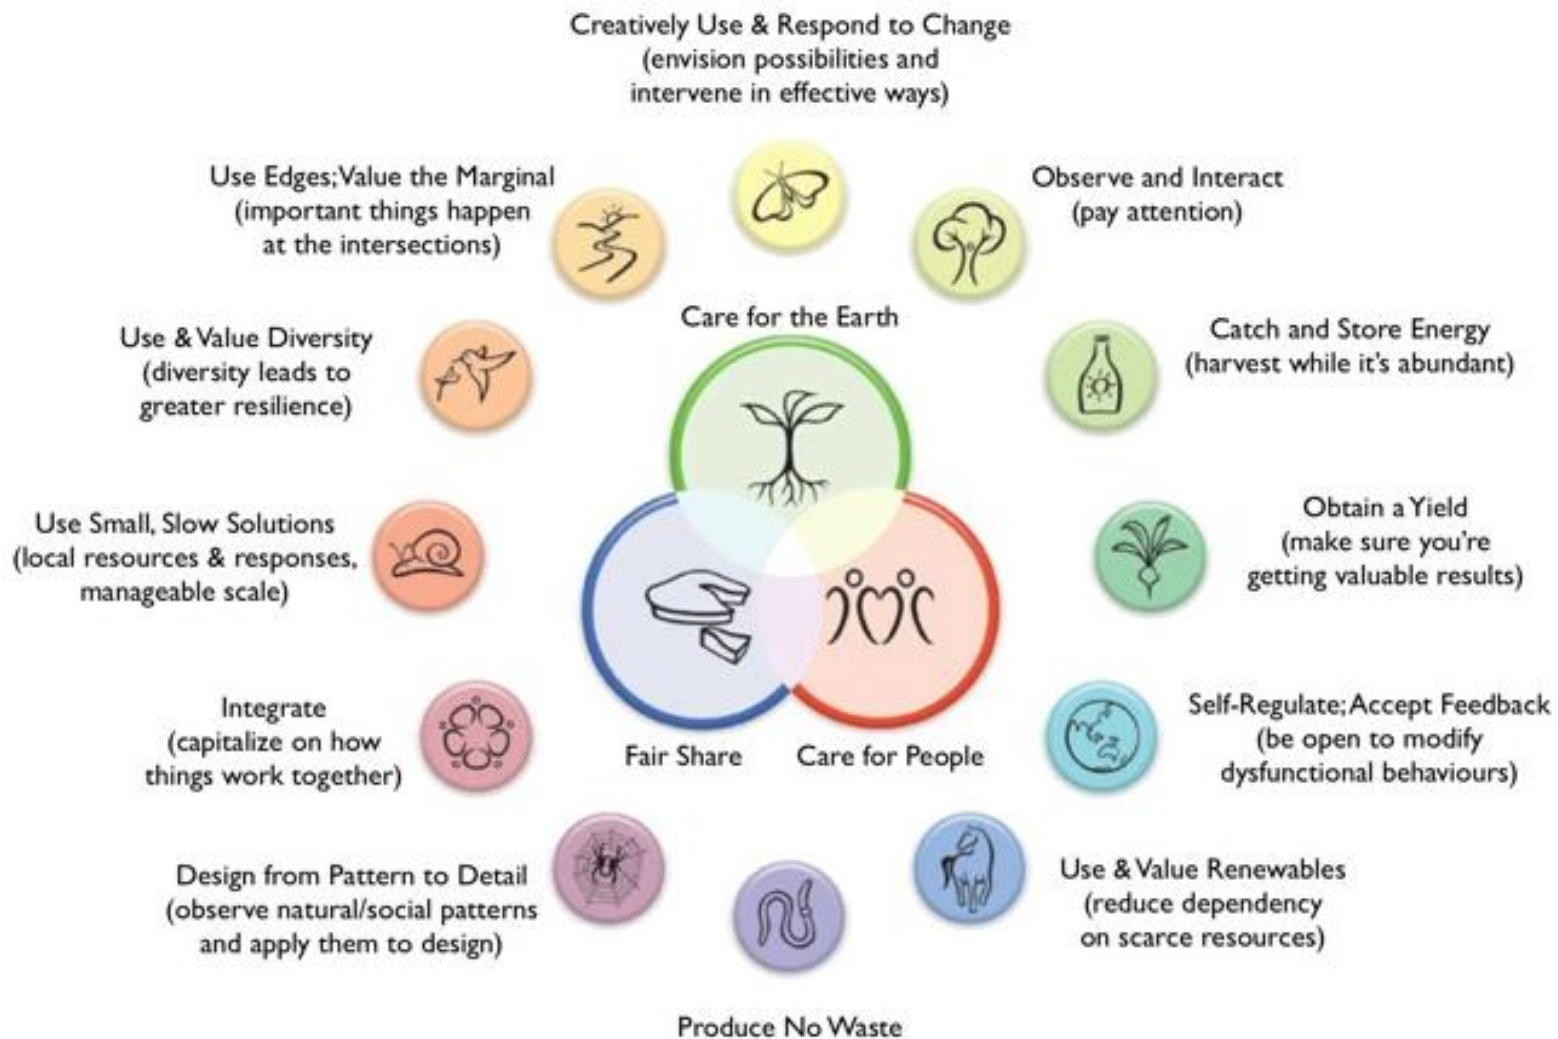 Creatively Use & Respond to Change
(envision possibilities and
intervene in effective ways)
Use Edges; Value the Marginal
(important things happen
at the intersections)
Observe and Interact
(pay attention)
Care for the Earth
Use & Value Diversity
(diversity leads to
greater resilience)
Catch and Store Energy
(harvest while it's abundant)
Use Small, Slow Solutions
(local resources & responses,
manageable scale)
Obtain a Yield
(make sure you're
getting valuable results)
Integrate
(capitalize on how
things work together)
Fair Share
Care for People
Self-Regulate; Accept Feedback
(be open to modify
dysfunctional behaviours)
Design from Pattern to Detail
(observe natural/social patterns
and apply them to design)
Use & Value Renewables
(reduce dependency
on scarce resources)
Produce No Waste